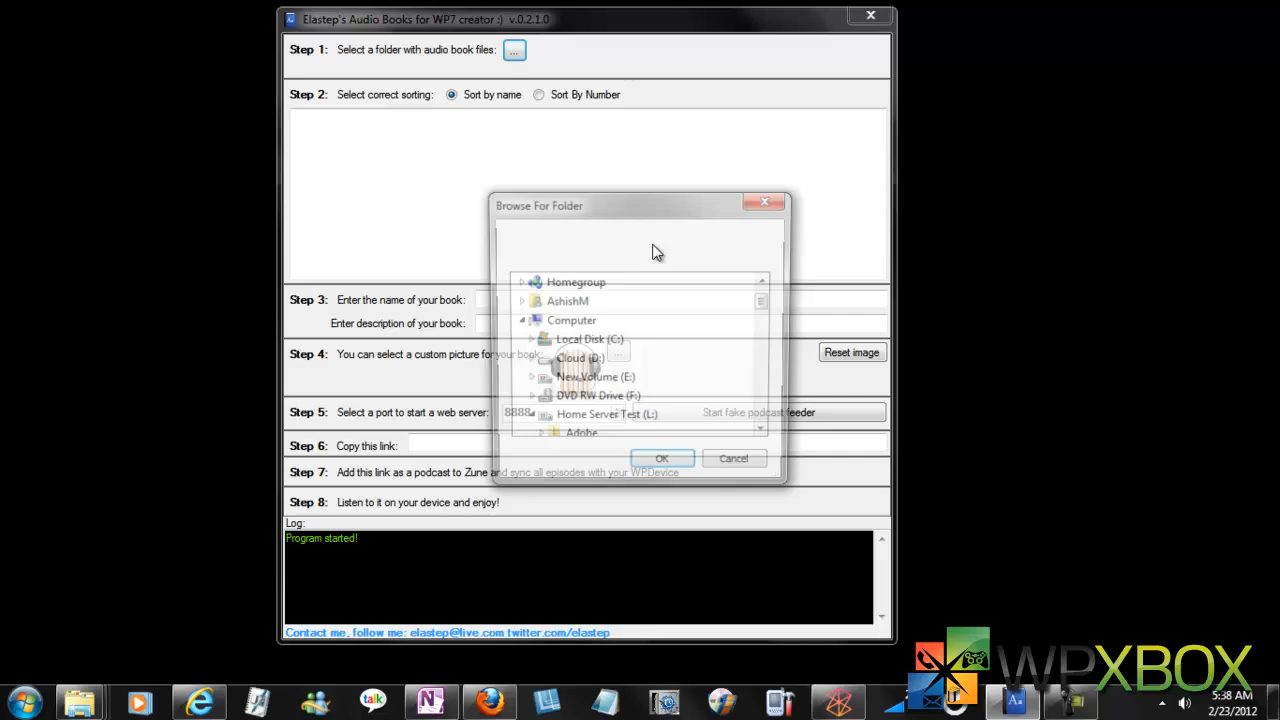 Elastep's Audio Books for WP7 creator :) v.0.2.1.0
Step 1: Select a folder with audio book files: ...
Step 2: Select correct sorting: Sort by name Sort By Number
Browse For Folder
Homegroup
AshishM
Computer
Local Disk (C:)
Cloud (D:)
New Volume (E:)
DVD RW Drive (F:)
Home Server Test (L:)
Adobe
OK Cancel
Step 3: Enter the name of your book:
Enter description of your book:
Step 4: You can select a custom picture for your book: ... Reset image
Step 5: Select a port to start a web server: 8888 Start fake podcast feeder
Step 6: Copy this link:
Step 7: Add this link as a podcast to Zune and sync all episodes with your WPDevice
Step 8: Listen to it on your device and enjoy!
Log:
Program started!
Contact me, follow me: elastep@live.com twitter.com/elastep
WPXBOX
talk
5:38 AM
2/23/2012